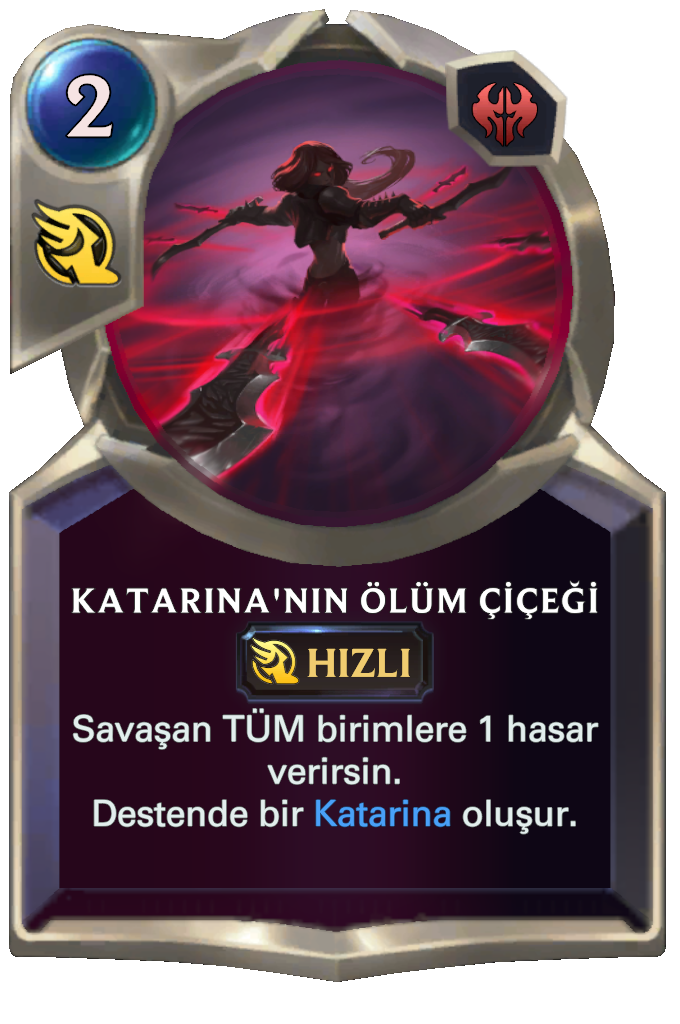 2
KATARINA'NIN ÖLÜM ÇİÇEĞİ
HIZLI
Savaşan TÜM birimlere 1 hasar
verirsin.
Destende bir Katarina oluşur.